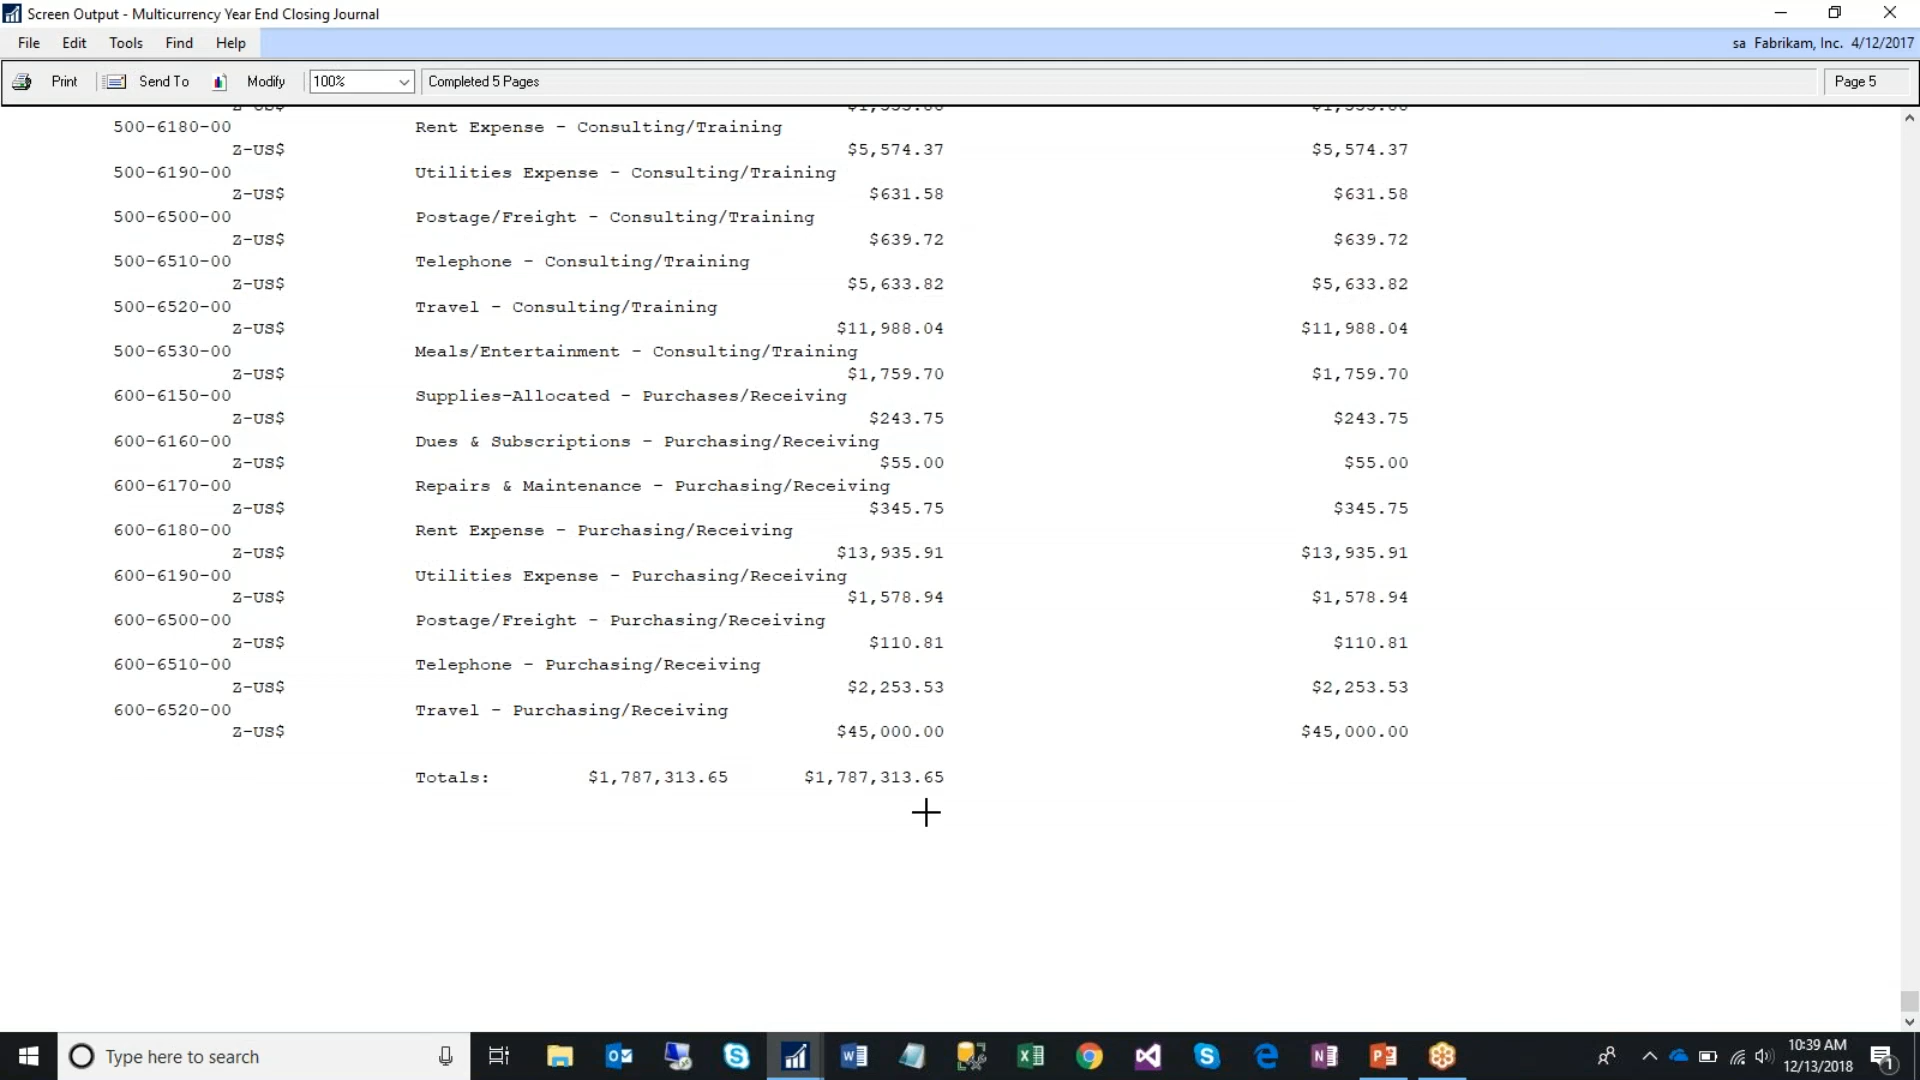 Screen Output - Multicurrency Year End Closing Journal
File Edit Tools Find Help sa Fabrikam, Inc. 4/12/2017
Print Send To Modify 100% Completed 5 Pages Page 5
500-6180-00 Rent Expense - Consulting/Training
Z-US$ $5,574.37 $5,574.37
500-6190-00 Utilities Expense - Consulting/Training
Z-US$ $631.58 $631.58
500-6500-00 Postage/Freight - Consulting/Training
Z-US$ $639.72 $639.72
500-6510-00 Telephone - Consulting/Training
Z-US$ $5,633.82 $5,633.82
500-6520-00 Travel - Consulting/Training
Z-US$ $11,988.04 $11,988.04
500-6530-00 Meals/Entertainment - Consulting/Training
Z-US$ $1,759.70 $1,759.70
600-6150-00 Supplies-Allocated - Purchases/Receiving
Z-US$ $243.75 $243.75
600-6160-00 Dues & Subscriptions - Purchasing/Receiving
Z-US$ $55.00 $55.00
600-6170-00 Repairs & Maintenance - Purchasing/Receiving
Z-US$ $345.75 $345.75
600-6180-00 Rent Expense - Purchasing/Receiving
Z-US$ $13,935.91 $13,935.91
600-6190-00 Utilities Expense - Purchasing/Receiving
Z-US$ $1,578.94 $1,578.94
600-6500-00 Postage/Freight - Purchasing/Receiving
Z-US$ $110.81 $110.81
600-6510-00 Telephone - Purchasing/Receiving
Z-US$ $2,253.53 $2,253.53
600-6520-00 Travel - Purchasing/Receiving
Z-US$ $45,000.00 $45,000.00
Totals: $1,787,313.65 $1,787,313.65
Type here to search
10:39 AM
12/13/2018